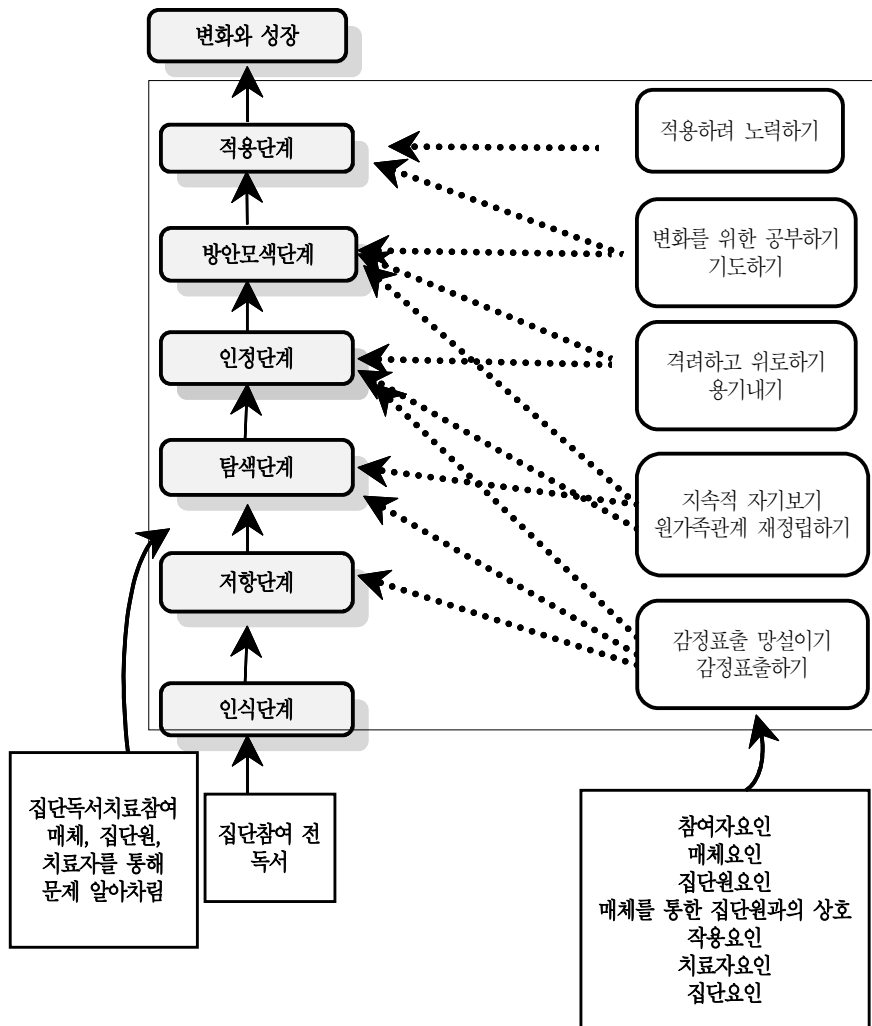 변화와 성장
적용단계
방안모색단계
인정단계
탐색단계
저항단계
인식단계
적용하려 노력하기
변화를 위한 공부하기
기도하기
격려하고 위로하기
용기내기
지속적 자기보기
원가족관계 재정립하기
감정표출 망설이기
감정표출하기
집단독서치료참여
매체, 집단원,
치료자를 통해
문제 알아차림
집단참여 전
독서
참여자요인
매체요인
집단원요인
매체를 통한 집단원과의 상호
작용요인
치료자요인
집단요인